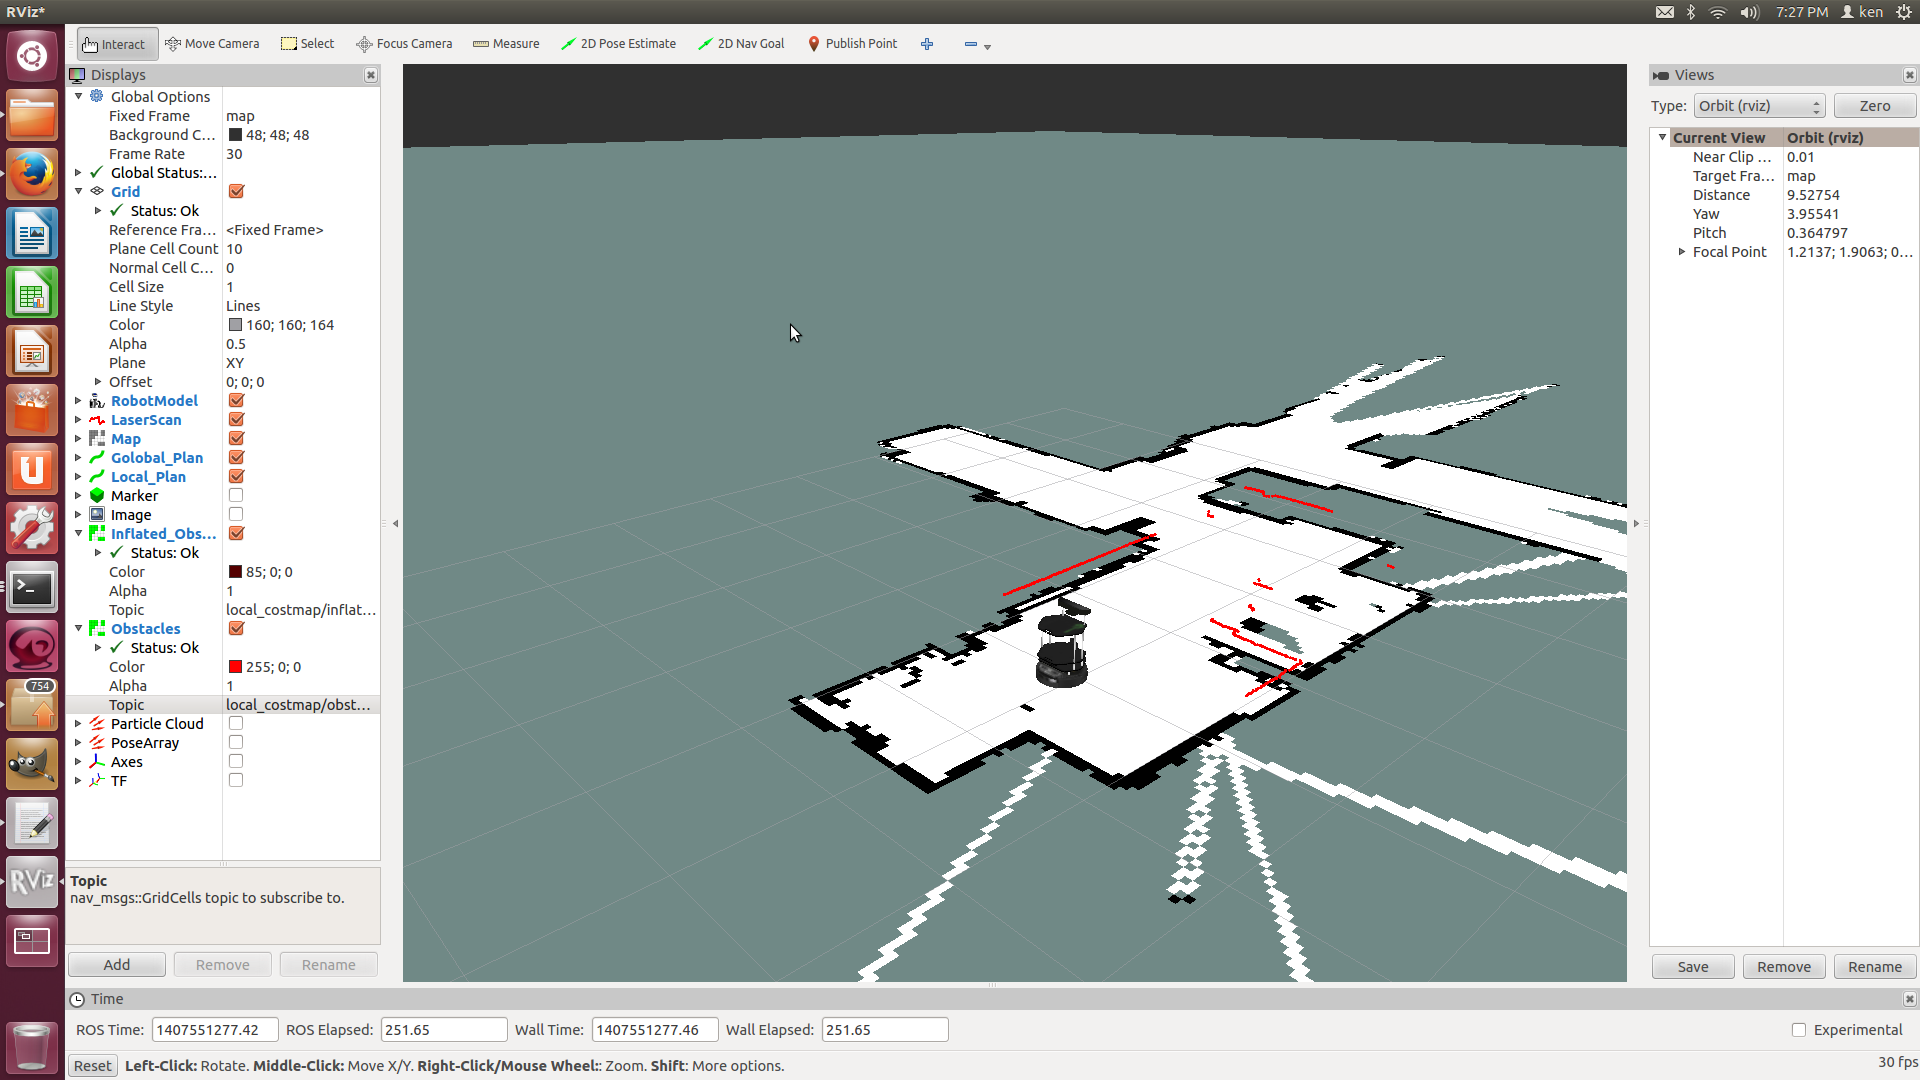 RViz*
7:27 PM ken
Interact Move Camera Select Focus Camera Measure 2D Pose Estimate 2D Nav Goal Publish Point
Displays
Global Options
Fixed Frame map
Background C... 48; 48; 48
Frame Rate 30
Global Status:...
Grid
Status: Ok
Reference Fra... <Fixed Frame>
Plane Cell Count 10
Normal Cell C... 0
Cell Size 1
Line Style Lines
Color 160; 160; 164
Alpha 0.5
Plane XY
Offset 0; 0; 0
RobotModel
LaserScan
Map
Golobal_Plan
Local_Plan
Marker
Image
Inflated_Obs...
Status: Ok
Color 85; 0; 0
Alpha 1
Topic local_costmap/inflat...
Obstacles
Status: Ok
Color 255; 0; 0
Alpha 1
Topic local_costmap/obst...
Particle Cloud
PoseArray
Axes
TF
754
RViz
Topic
nav_msgs::GridCells topic to subscribe to.
Add Remove Rename
Views
Type: Orbit (rviz) Zero
Current View Orbit (rviz)
Near Clip ... 0.01
Target Fra... map
Distance 9.52754
Yaw 3.95541
Pitch 0.364797
Focal Point 1.2137; 1.9063; 0...
Save Remove Rename
Time
ROS Time: 1407551277.42 ROS Elapsed: 251.65 Wall Time: 1407551277.46 Wall Elapsed: 251.65 Experimental
Reset Left-Click: Rotate. Middle-Click: Move X/Y. Right-Click/Mouse Wheel:: Zoom. Shift: More options. 30 fps